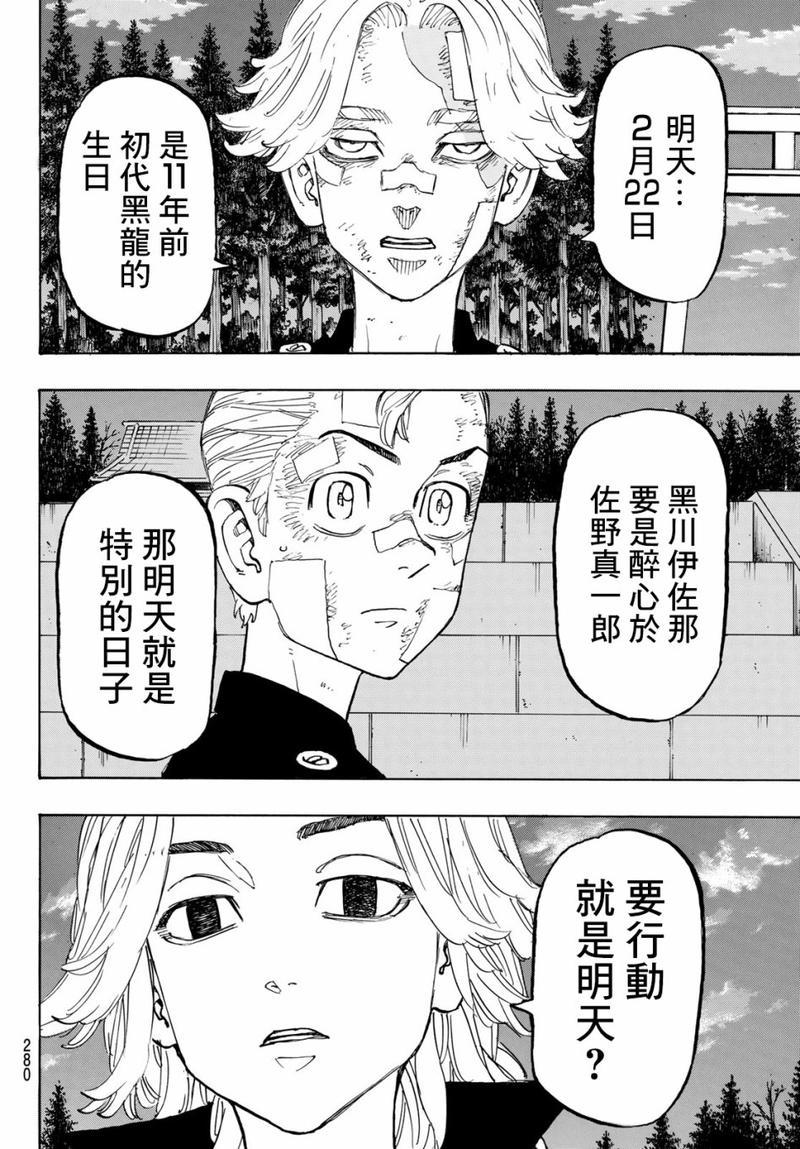 明天…
2月22日
是11年前
初代黑龍的
生日
黑川伊佐那
要是醉心於
佐野真一郎
那明天就是
特別的日子
要行動
就是明天?
280